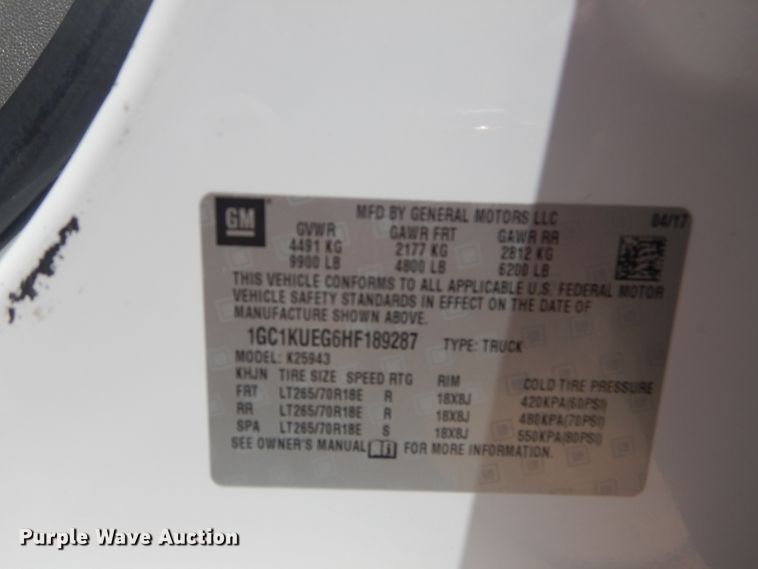 GM
MFD BY GENERAL MOTORS LLC 04/17
GVWR GAWR FRT GAWR RR
4491 KG 2177 KG 2812 KG
9900 LB 4800 LB 6200 LB
THIS VEHICLE CONFORMS TO ALL APPLICABLE U.S. FEDERAL MOTOR
VEHICLE SAFETY STANDARDS IN EFFECT ON THE DATE OF
MANUFACTURE SHOWN ABOVE.
1GC1KUEG6HF189287 TYPE: TRUCK
MODEL: K25943
KHJN TIRE SIZE SPEED RTG RIM COLD TIRE PRESSURE
FRT LT265/70R18E R 18X8J 420KPA(60PSI)
RR LT265/70R18E R 18X8J 480KPA(70PSI)
SPA LT265/70R18E S 18X8J 550KPA(80PSI)
SEE OWNER'S MANUAL FOR MORE INFORMATION.
Purple Wave Auction